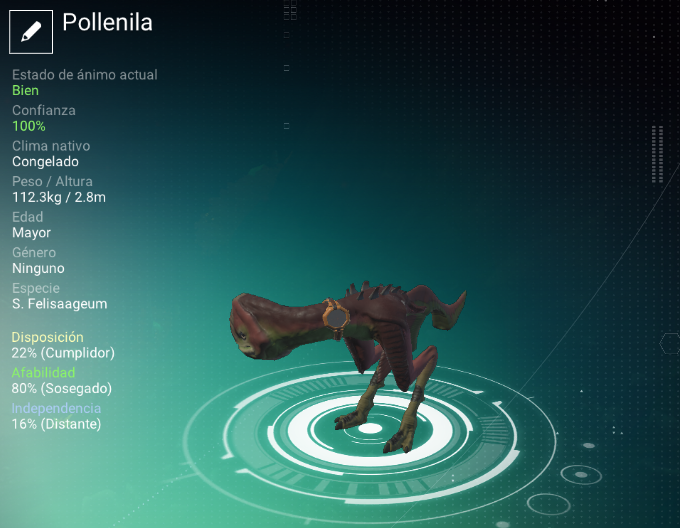 Pollenila
Estado de ánimo actual
Bien
Confianza
100%
Clima nativo
Congelado
Peso / Altura
112.3kg / 2.8m
Edad
Mayor
Género
Ninguno
Especie
S. Felisaageum
Disposición
22% (Cumplidor)
Afabilidad
80% (Sosegado)
Independencia
16% (Distante)